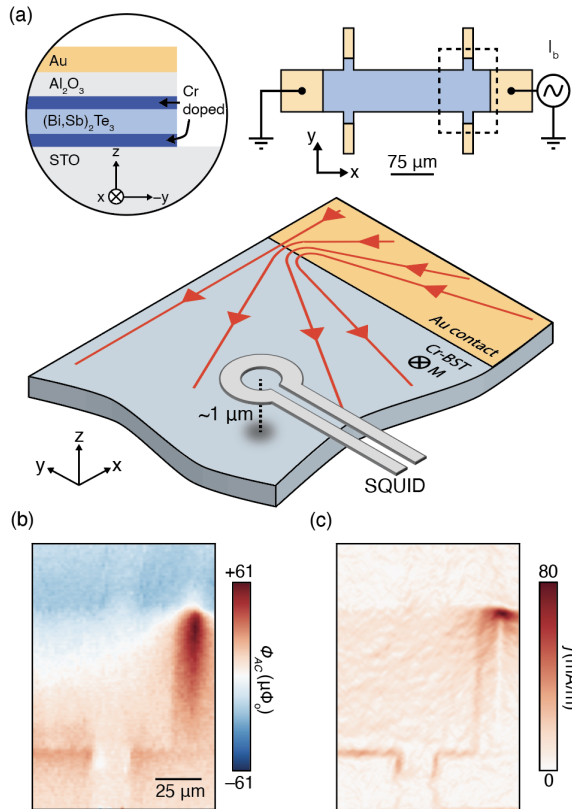 (a)
Au
Al₂O₃
Cr
doped
(Bi,Sb)₂Te₃
STO
z
x
-y
I_b
y
x
75 µm
Au contact
Cr-BST
M
~1 µm
z
y
x
SQUID
(b)
(c)
+61
Φ_AC (µΦ₀)
−61
25 µm
80
J(mA/m)
0